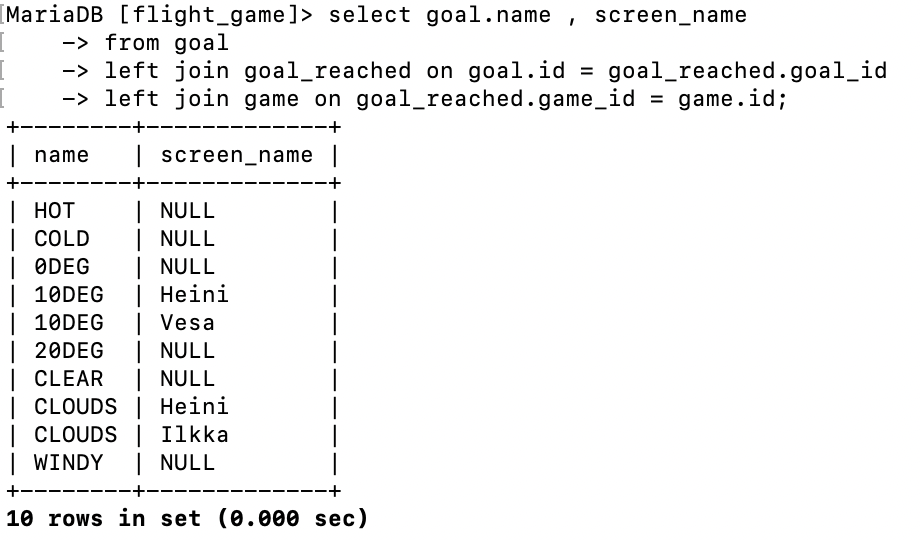 MariaDB [flight_game]> select goal.name , screen_name
    -> from goal
    -> left join goal_reached on goal.id = goal_reached.goal_id
    -> left join game on goal_reached.game_id = game.id;
+--------+-------------+
| name   | screen_name |
+--------+-------------+
| HOT    | NULL        |
| COLD   | NULL        |
| 0DEG   | NULL        |
| 10DEG  | Heini       |
| 10DEG  | Vesa        |
| 20DEG  | NULL        |
| CLEAR  | NULL        |
| CLOUDS | Heini       |
| CLOUDS | Ilkka       |
| WINDY  | NULL        |
+--------+-------------+
10 rows in set (0.000 sec)